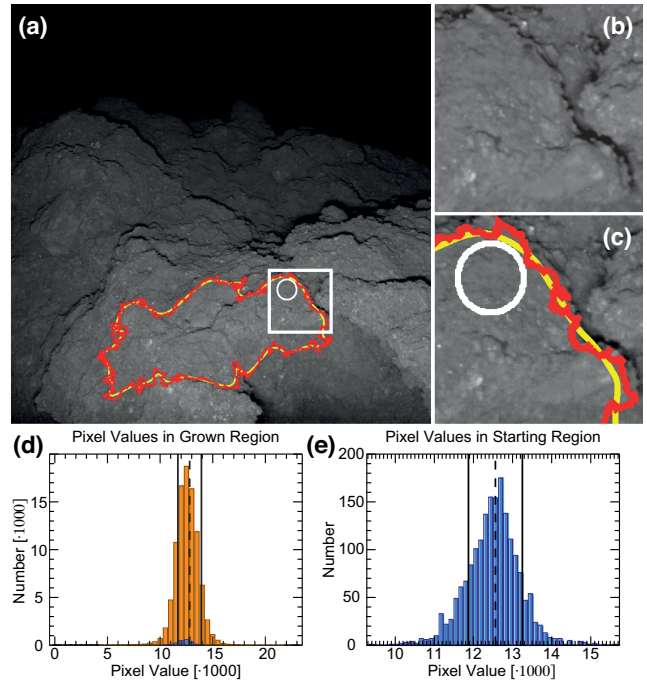 (a)
(b)
(c)
(d)
Pixel Values in Grown Region
15
10
5
0
Number [·1000]
0 5 10 15 20
Pixel Value [·1000]
(e)
Pixel Values in Starting Region
200
150
100
50
0
Number
10 11 12 13 14 15
Pixel Value [·1000]